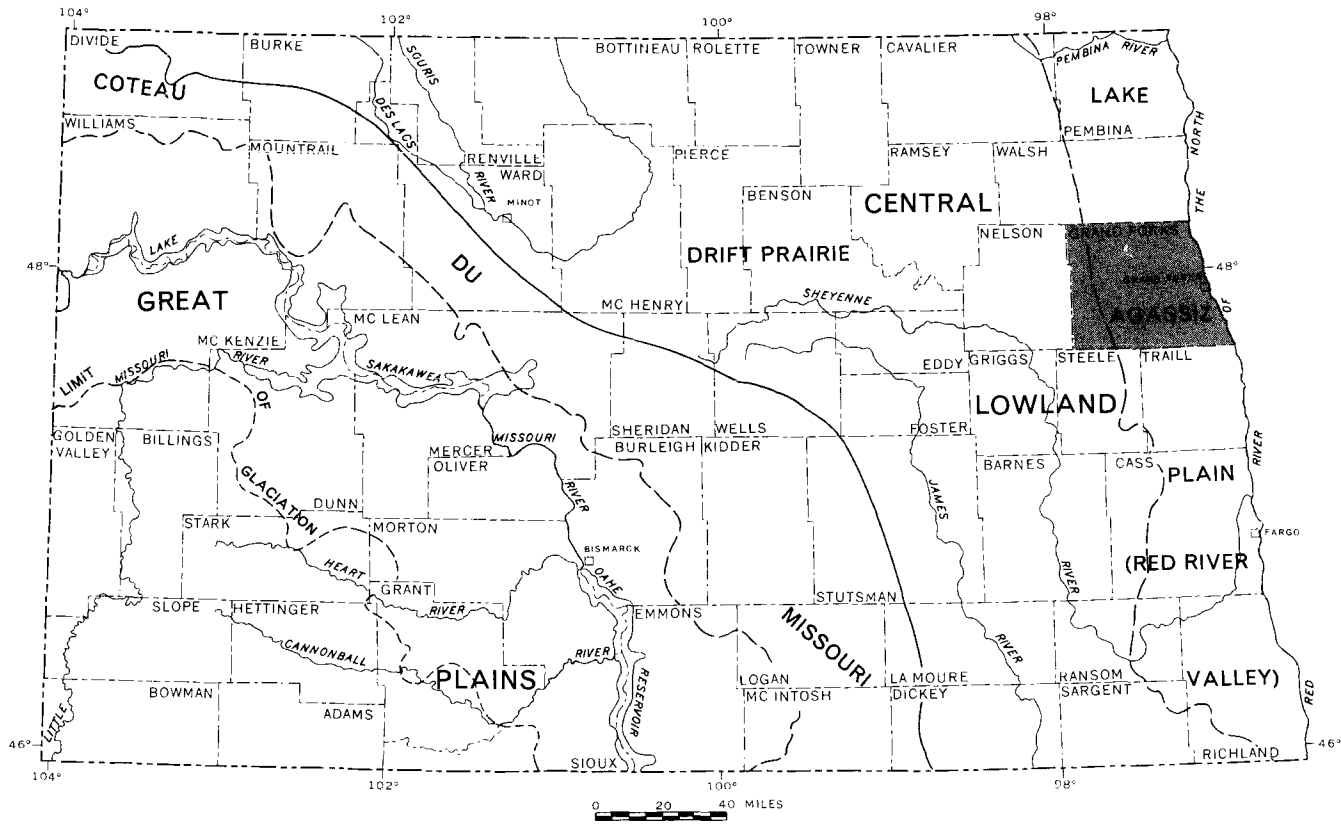 104° 102° 100° 98°
DIVIDE BURKE BOTTINEAU ROLETTE TOWNER CAVALIER
SOURIS
PEMBINA RIVER
COTEAU
DES LACS
LAKE
NORTH
WILLIAMS
PEMBINA
MOUNTRAIL
RENVILLE PIERCE RAMSEY WALSH
WARD
RIVER
BENSON
THE
MINOT
CENTRAL
NELSON GRAND FORKS
LAKE
DU
DRIFT PRAIRIE
48° 48°
GREAT
MC HENRY
SHEYENNE
OF
AGASSIZ
MC LEAN
MC KENZIE
RIVER
EDDY GRIGGS STEELE TRAILL
LIMIT MISSOURI
OF
SAKAKAWEA
LOWLAND
GOLDEN VALLEY
BILLINGS
SHERIDAN WELLS
FOSTER
MERCER
MISSOURI
BURLEIGH KIDDER
OLIVER
BARNES CASS
RIVER
GLACIATION
PLAIN
JAMES
DUNN
RIVER
STARK MORTON
FARGO
BISMARCK
HEART
OAHE
RIVER
(RED RIVER
GRANT
SLOPE HETTINGER
RIVER
EMMONS
STUTSMAN
CANNONBALL
RIVER
MISSOURI
RIVER
PLAINS
LOGAN LA MOURE RANSOM
VALLEY)
BOWMAN
MC INTOSH DICKEY SARGENT
RED
LITTLE
ADAMS
RESERVOIR
46° 46°
SIOUX
RICHLAND
104° 102° 100° 98°
0 20 40 MILES